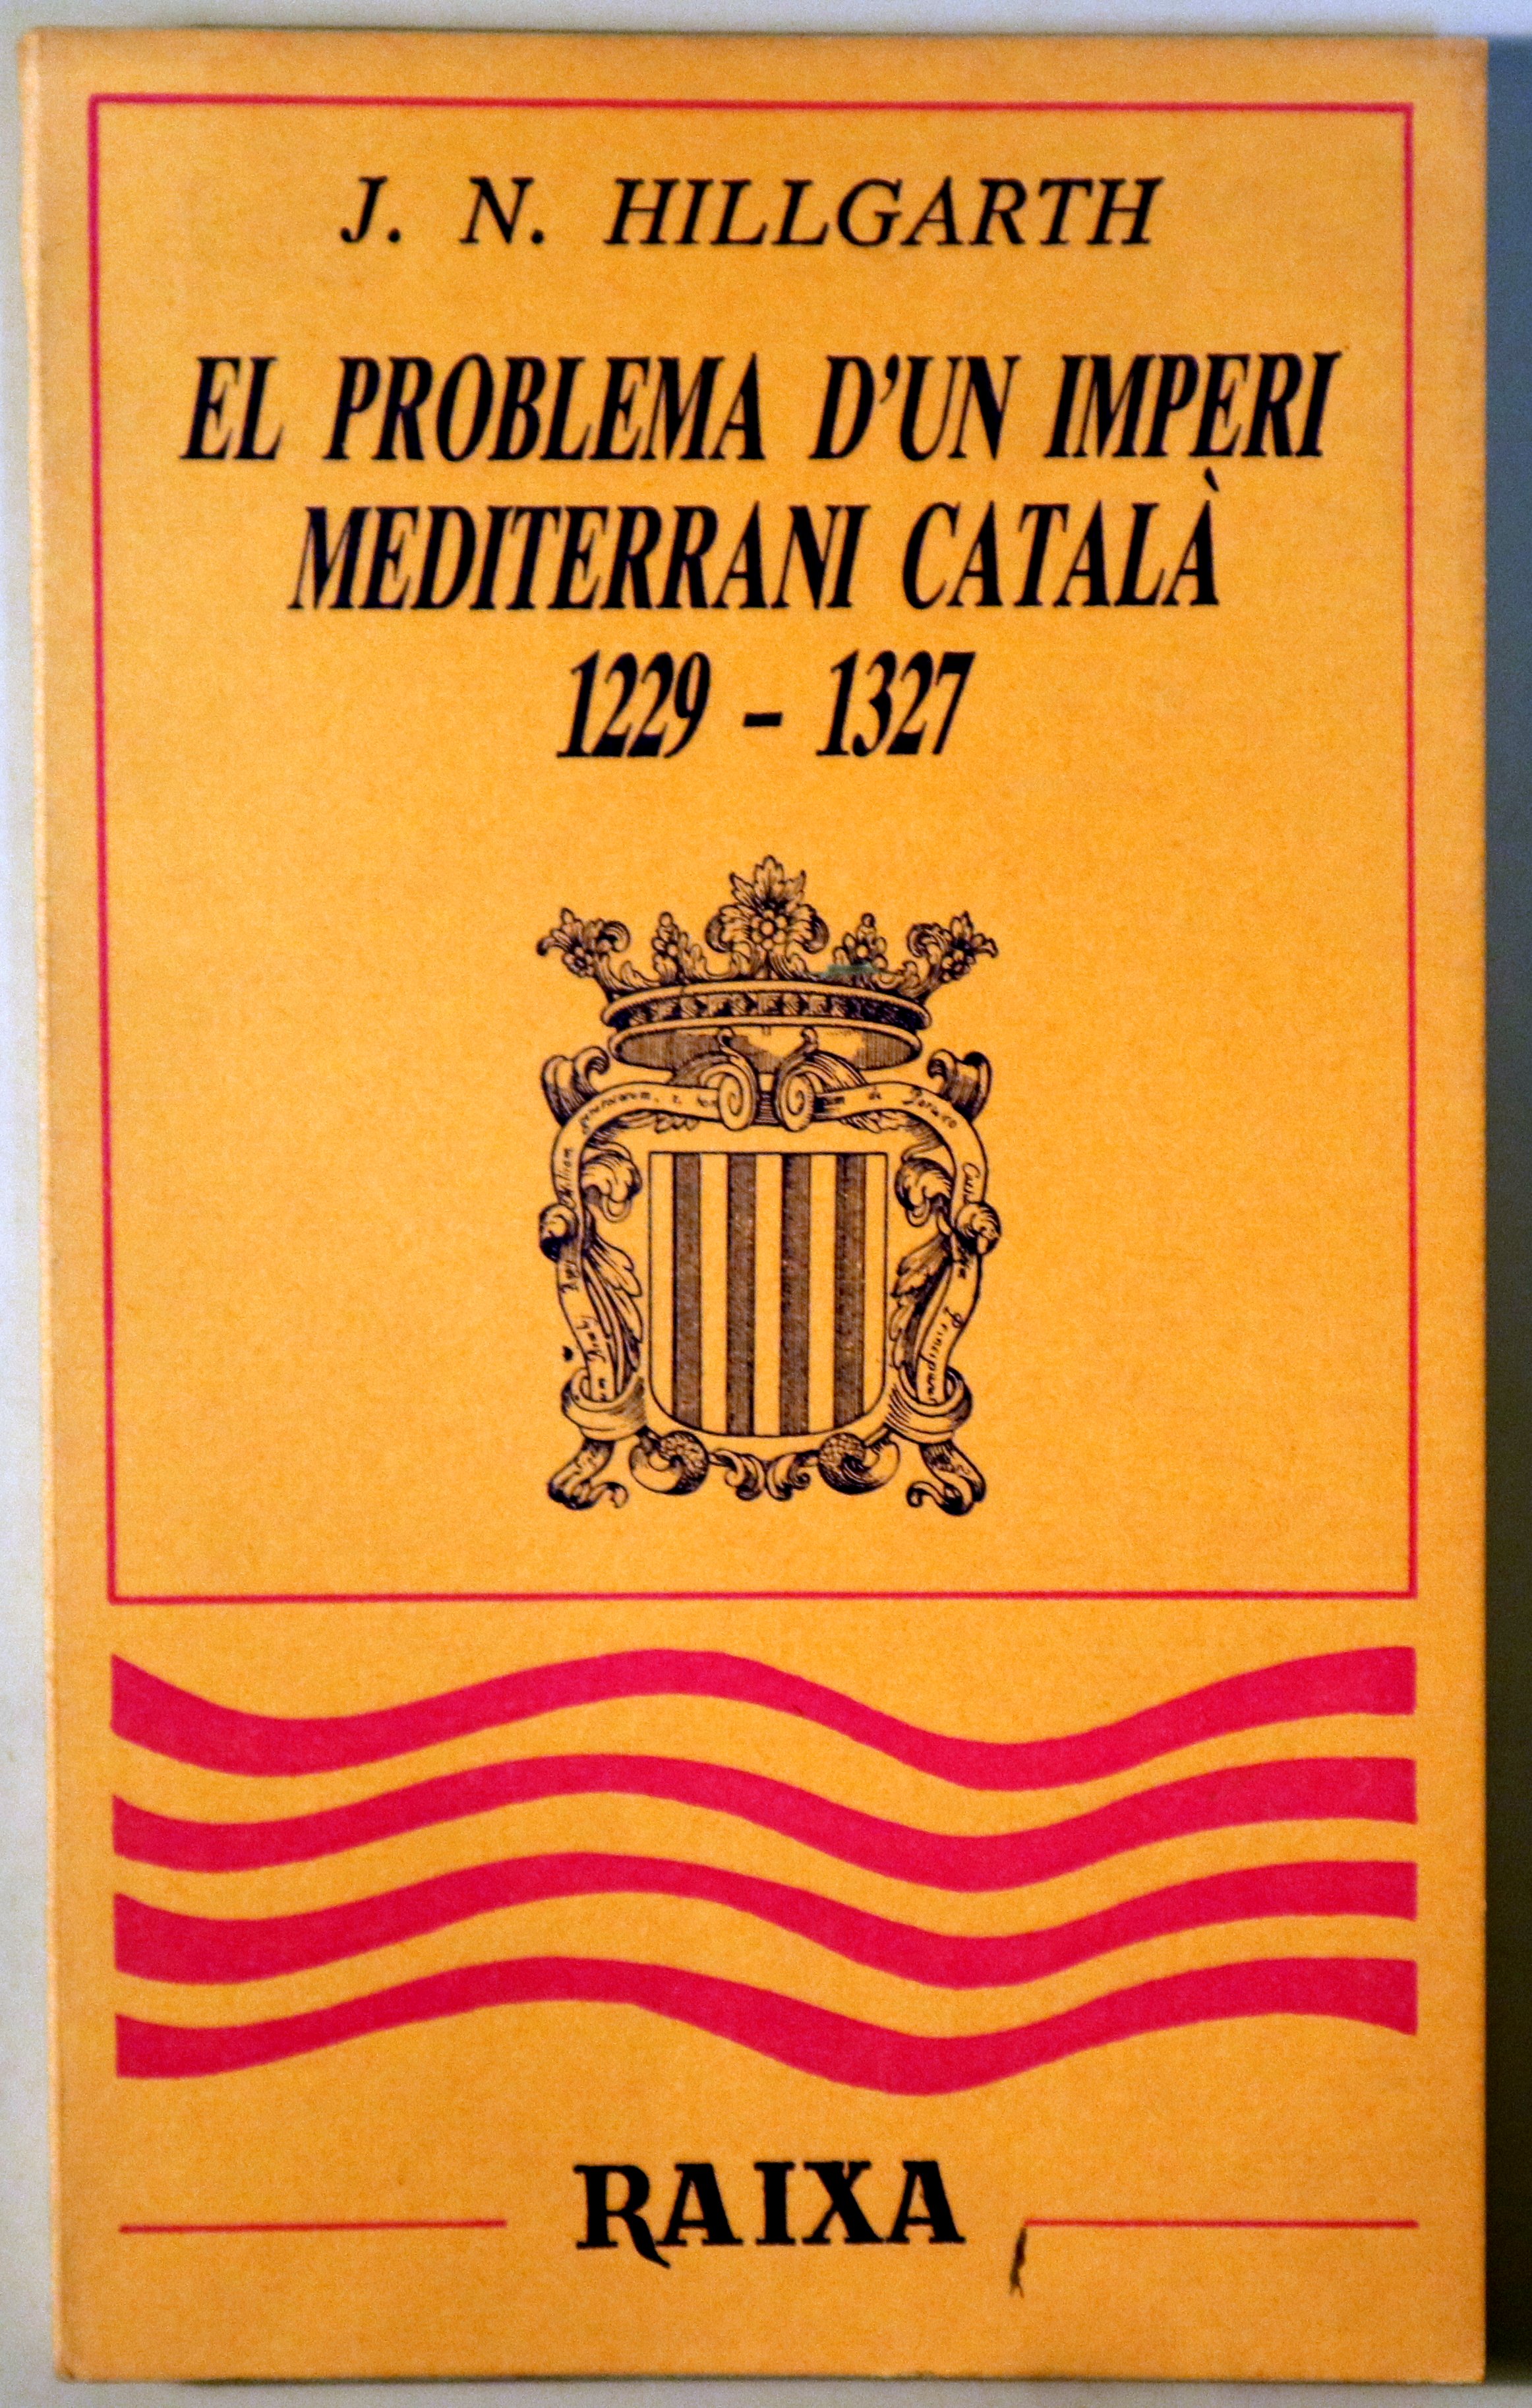 J. N. HILLGARTH
EL PROBLEMA D'UN IMPERI
MEDITERRANI CATALÀ
1229 - 1327
RAIXA